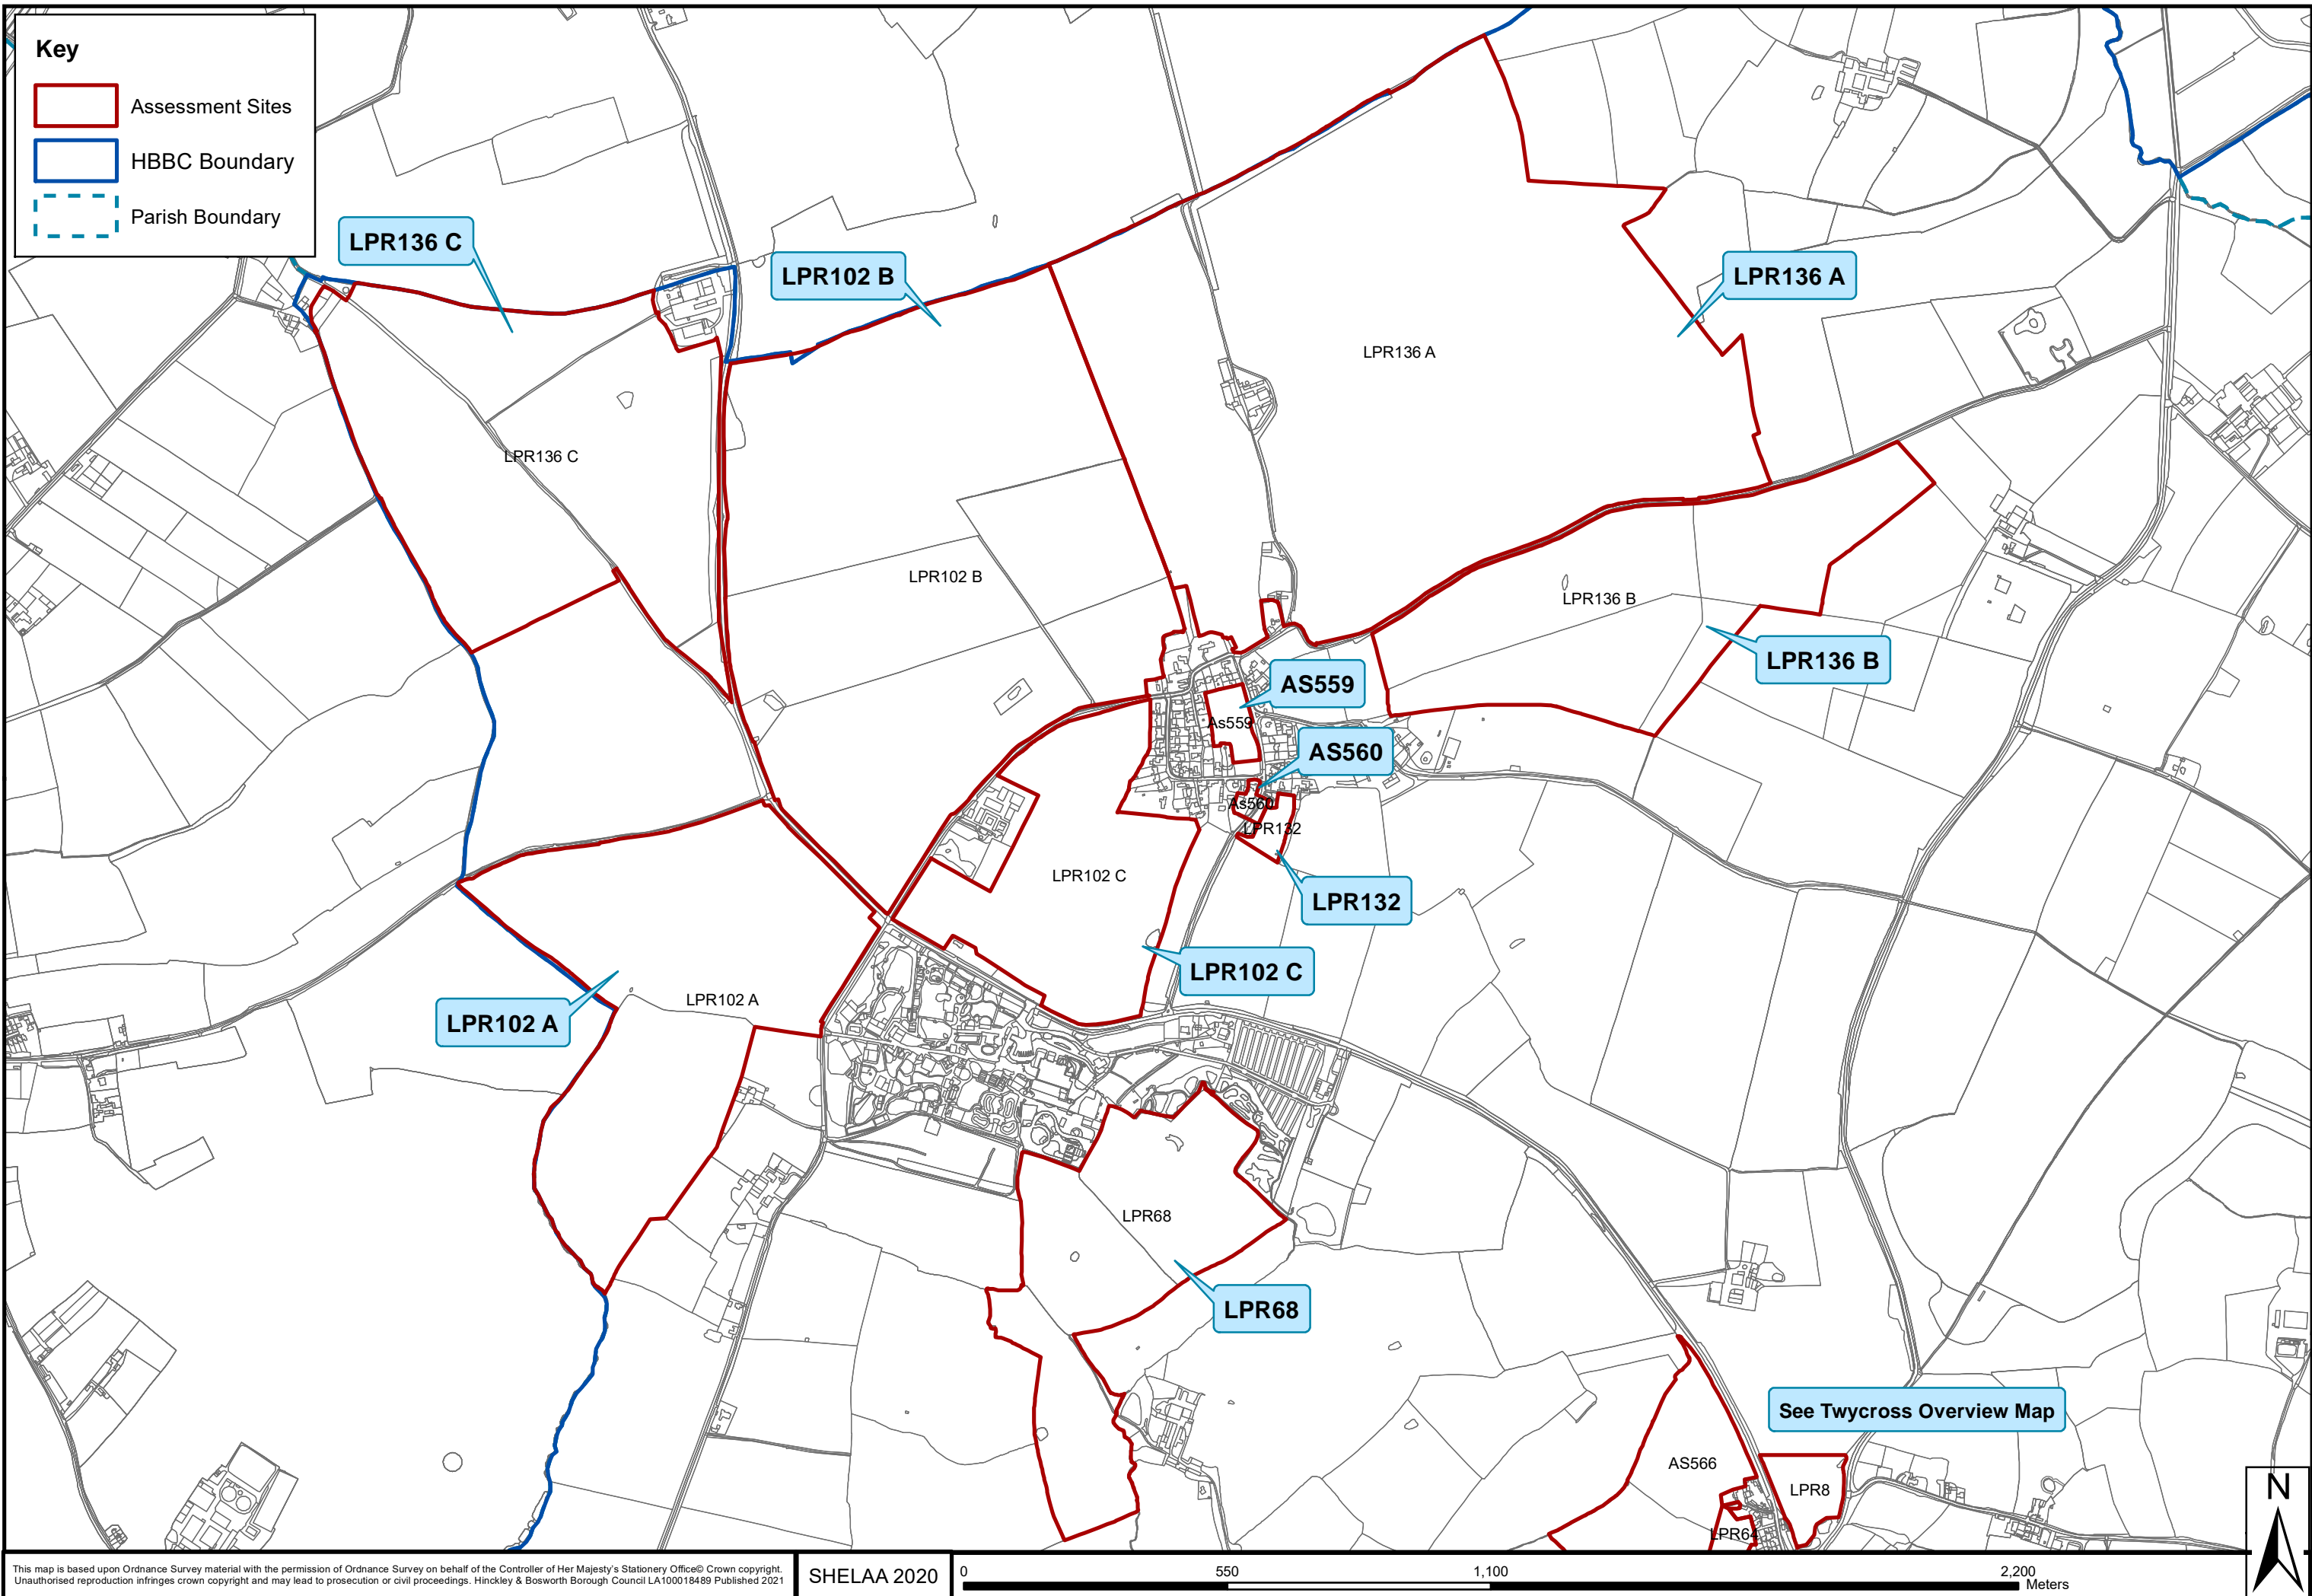 Key
Assessment Sites
HBBC Boundary
Parish Boundary
LPR136 C
LPR102 B
LPR136 A
LPR136 A
LPR136 C
LPR102 B
LPR136 B
LPR136 B
AS559
As559
AS560
As560
LPR132
LPR132
LPR102 C
LPR102 C
LPR102 A
LPR102 A
LPR68
LPR68
See Twycross Overview Map
AS566
LPR8
LPR64
N
This map is based upon Ordnance Survey material with the permission of Ordnance Survey on behalf of the Controller of Her Majesty's Stationery Office© Crown copyright.
Unauthorised reproduction infringes crown copyright and may lead to prosecution or civil proceedings. Hinckley & Bosworth Borough Council LA100018489 Published 2021
SHELAA 2020
0 550 1,100 2,200
Meters